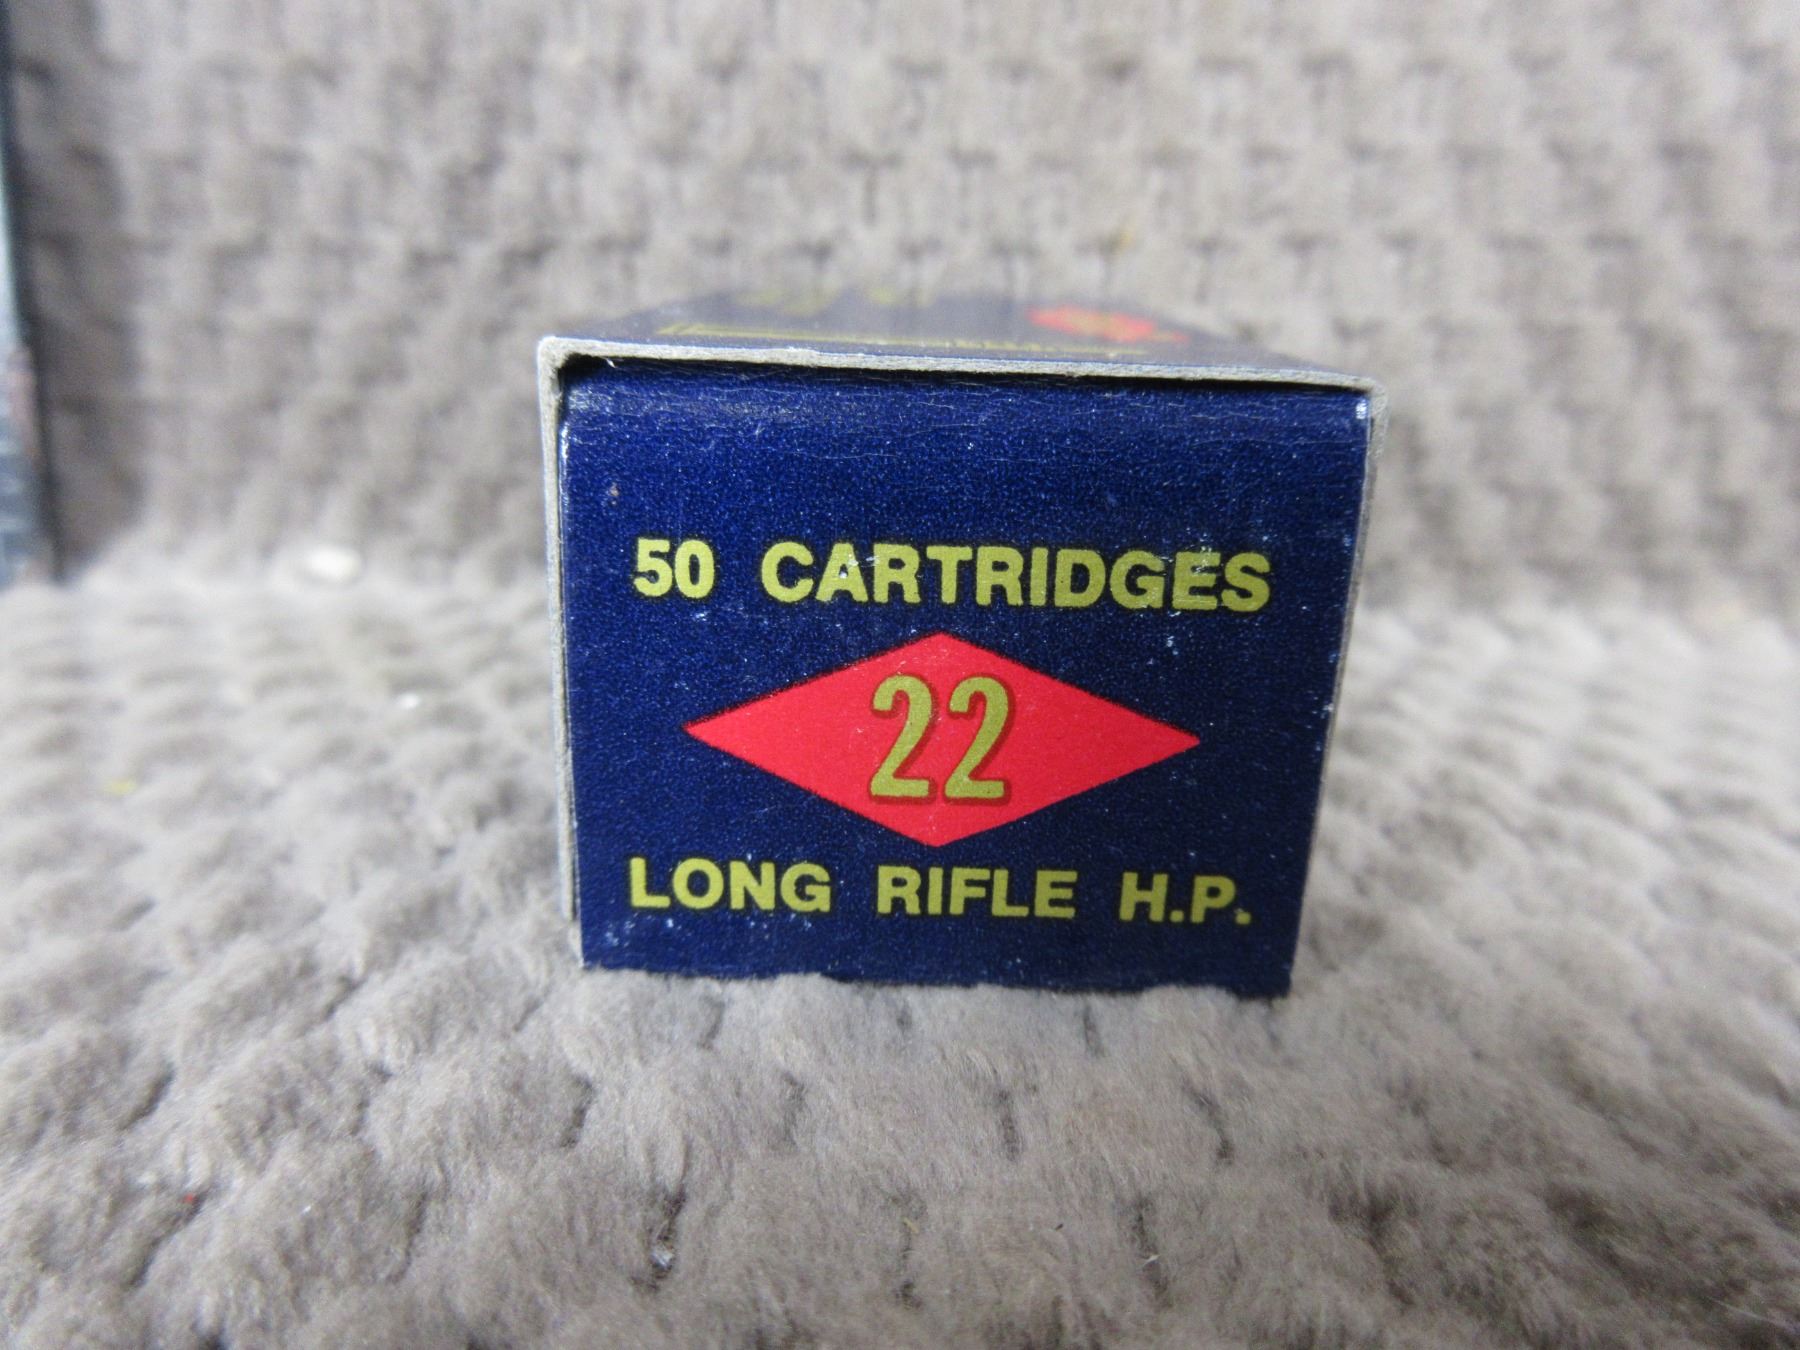 50 CARTRIDGES
22
LONG RIFLE H.P.